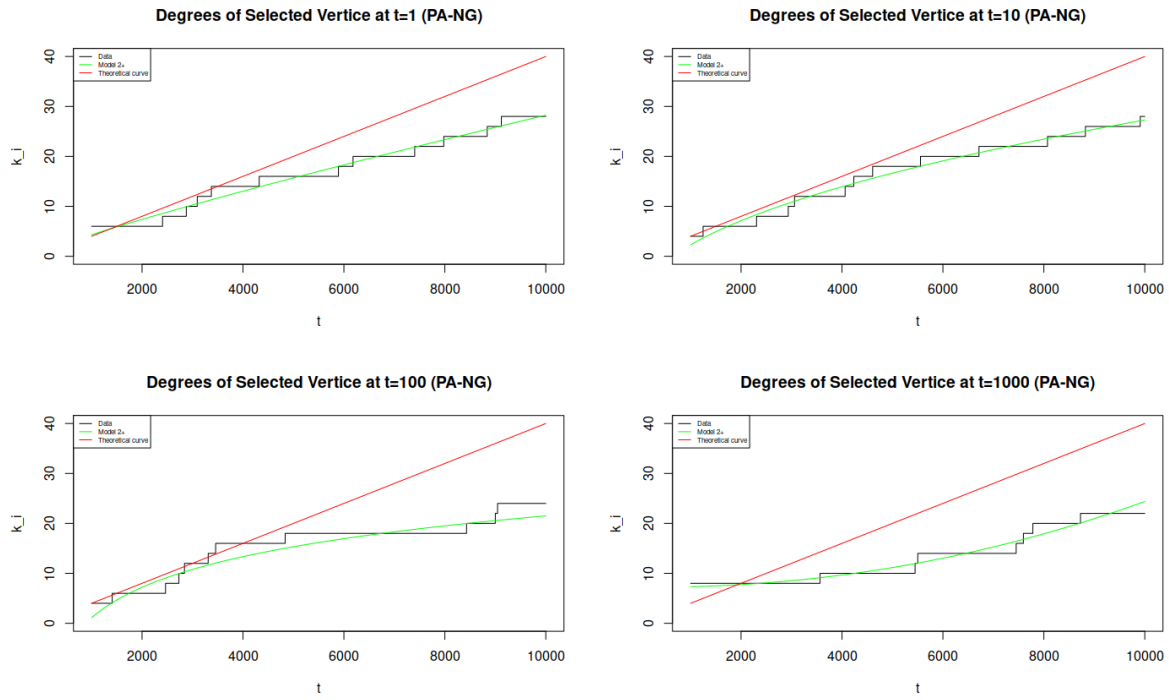 Degrees of Selected Vertice at t=1 (PA-NG)
k_i
40
30
20
10
0
Data
Model 2+
Theoretical curve
2000 4000 6000 8000 10000
t
Degrees of Selected Vertice at t=10 (PA-NG)
k_i
40
30
20
10
0
Data
Model 2+
Theoretical curve
2000 4000 6000 8000 10000
t
Degrees of Selected Vertice at t=100 (PA-NG)
k_i
40
30
20
10
0
Data
Model 2+
Theoretical curve
2000 4000 6000 8000 10000
t
Degrees of Selected Vertice at t=1000 (PA-NG)
k_i
40
30
20
10
0
Data
Model 2+
Theoretical curve
2000 4000 6000 8000 10000
t